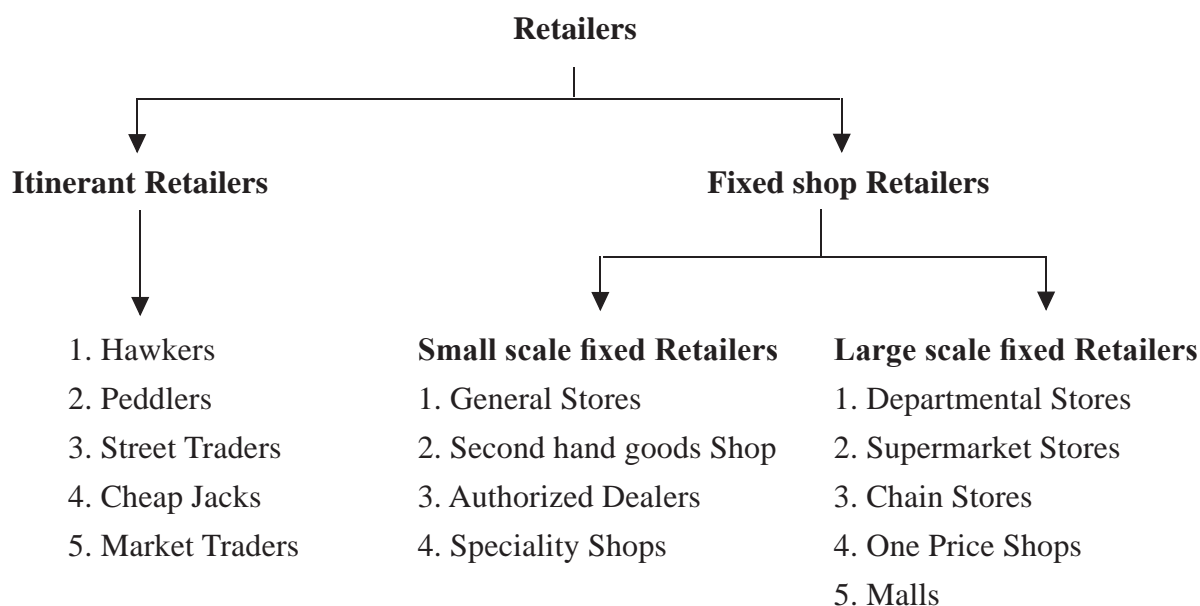 Retailers
Itinerant Retailers
Fixed shop Retailers
1. Hawkers
2. Peddlers
3. Street Traders
4. Cheap Jacks
5. Market Traders
Small scale fixed Retailers
1. General Stores
2. Second hand goods Shop
3. Authorized Dealers
4. Speciality Shops
Large scale fixed Retailers
1. Departmental Stores
2. Supermarket Stores
3. Chain Stores
4. One Price Shops
5. Malls